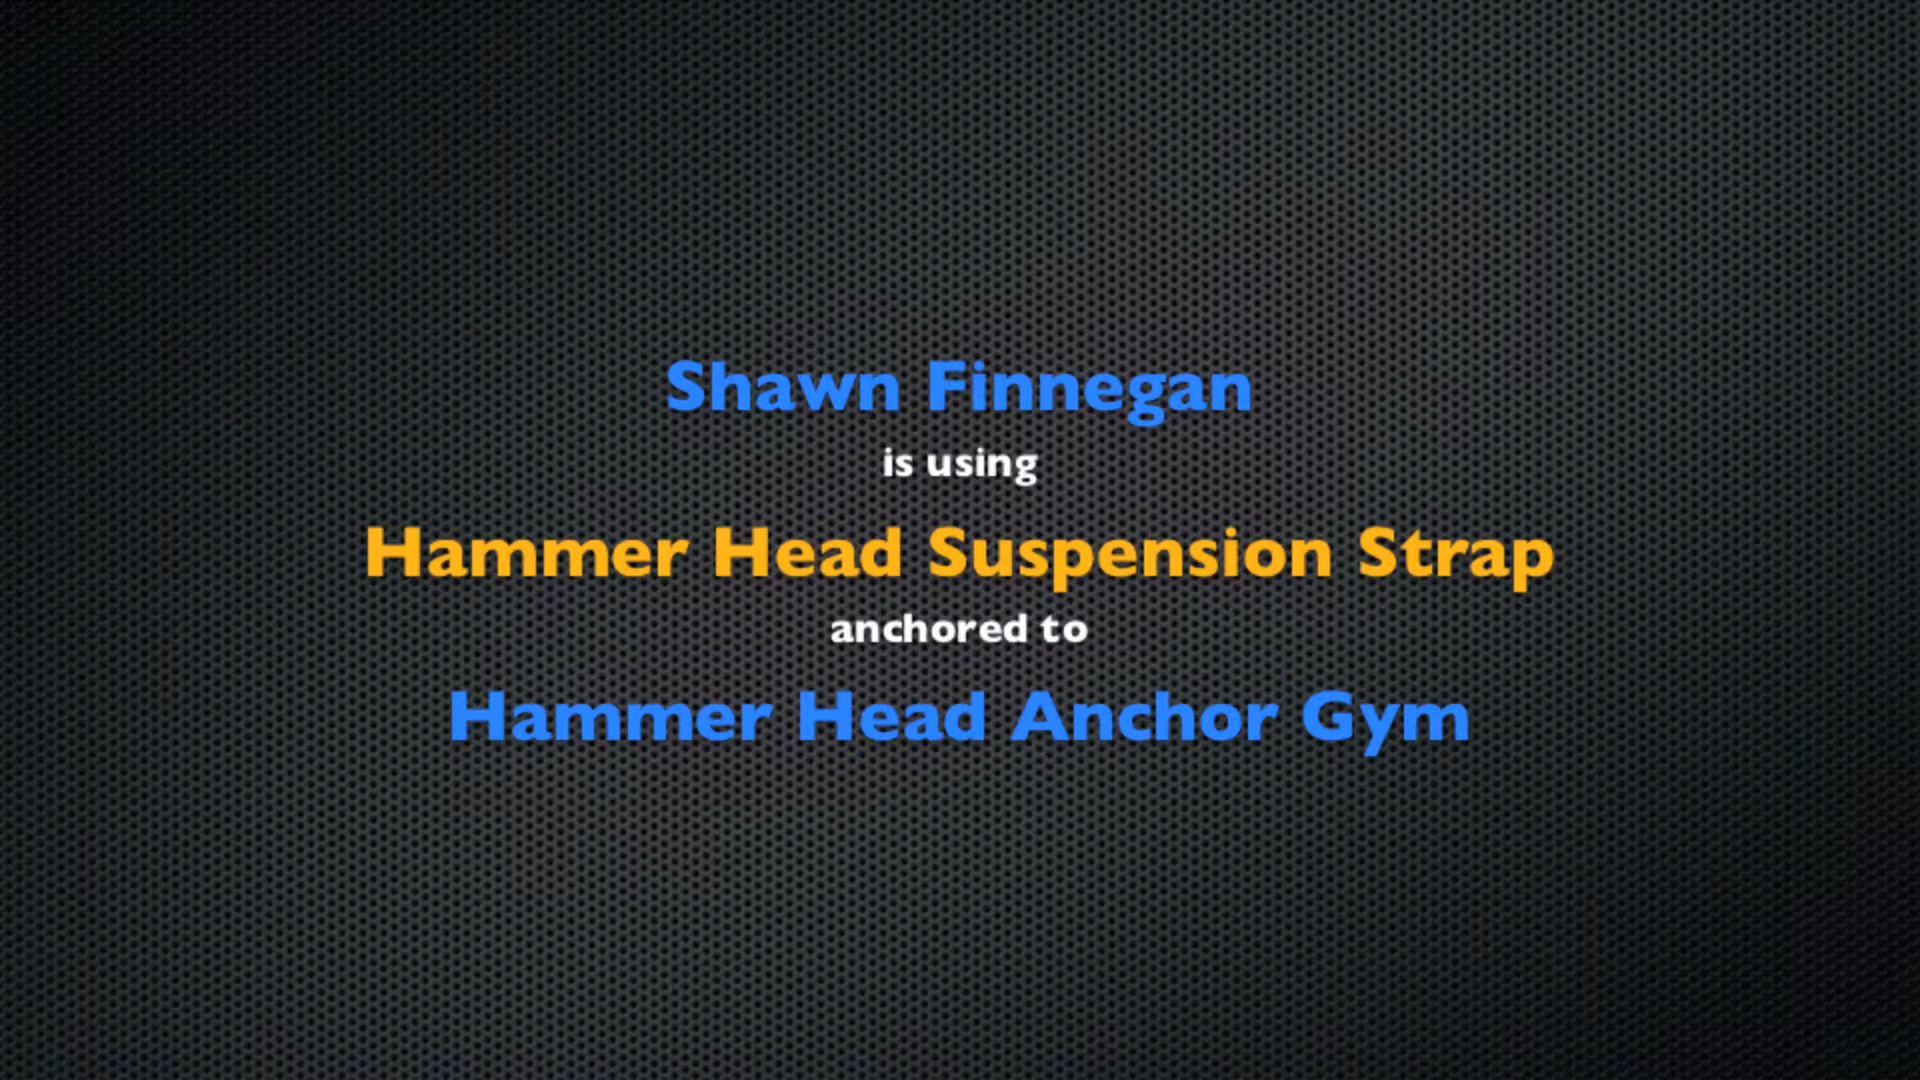 Shawn Finnegan
is using
Hammer Head Suspension Strap
anchored to
Hammer Head Anchor Gym